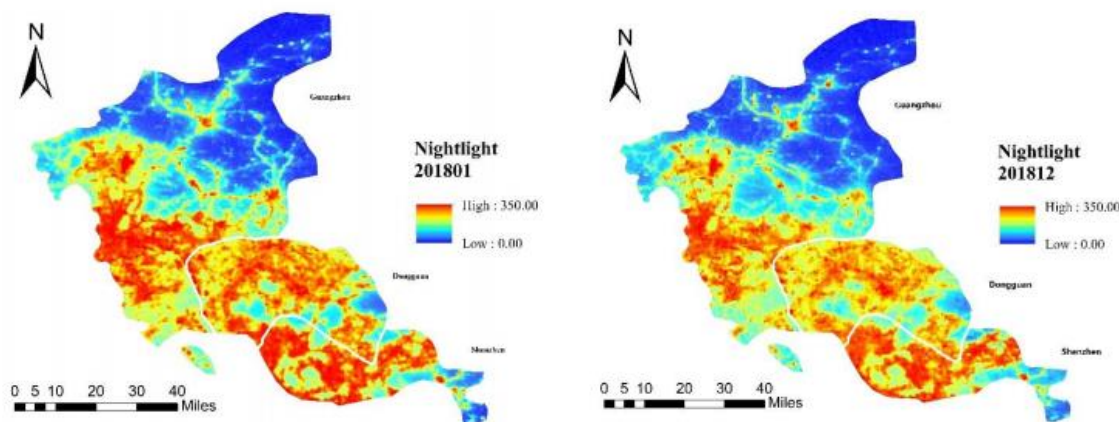 N
Guangzhou
Nightlight
201801
High : 350.00
Low : 0.00
Dongguan
Shenzhen
0 5 10 20 30 40
Miles
N
Guangzhou
Nightlight
201812
High : 350.00
Low : 0.00
Dongguan
Shenzhen
0 5 10 20 30 40
Miles